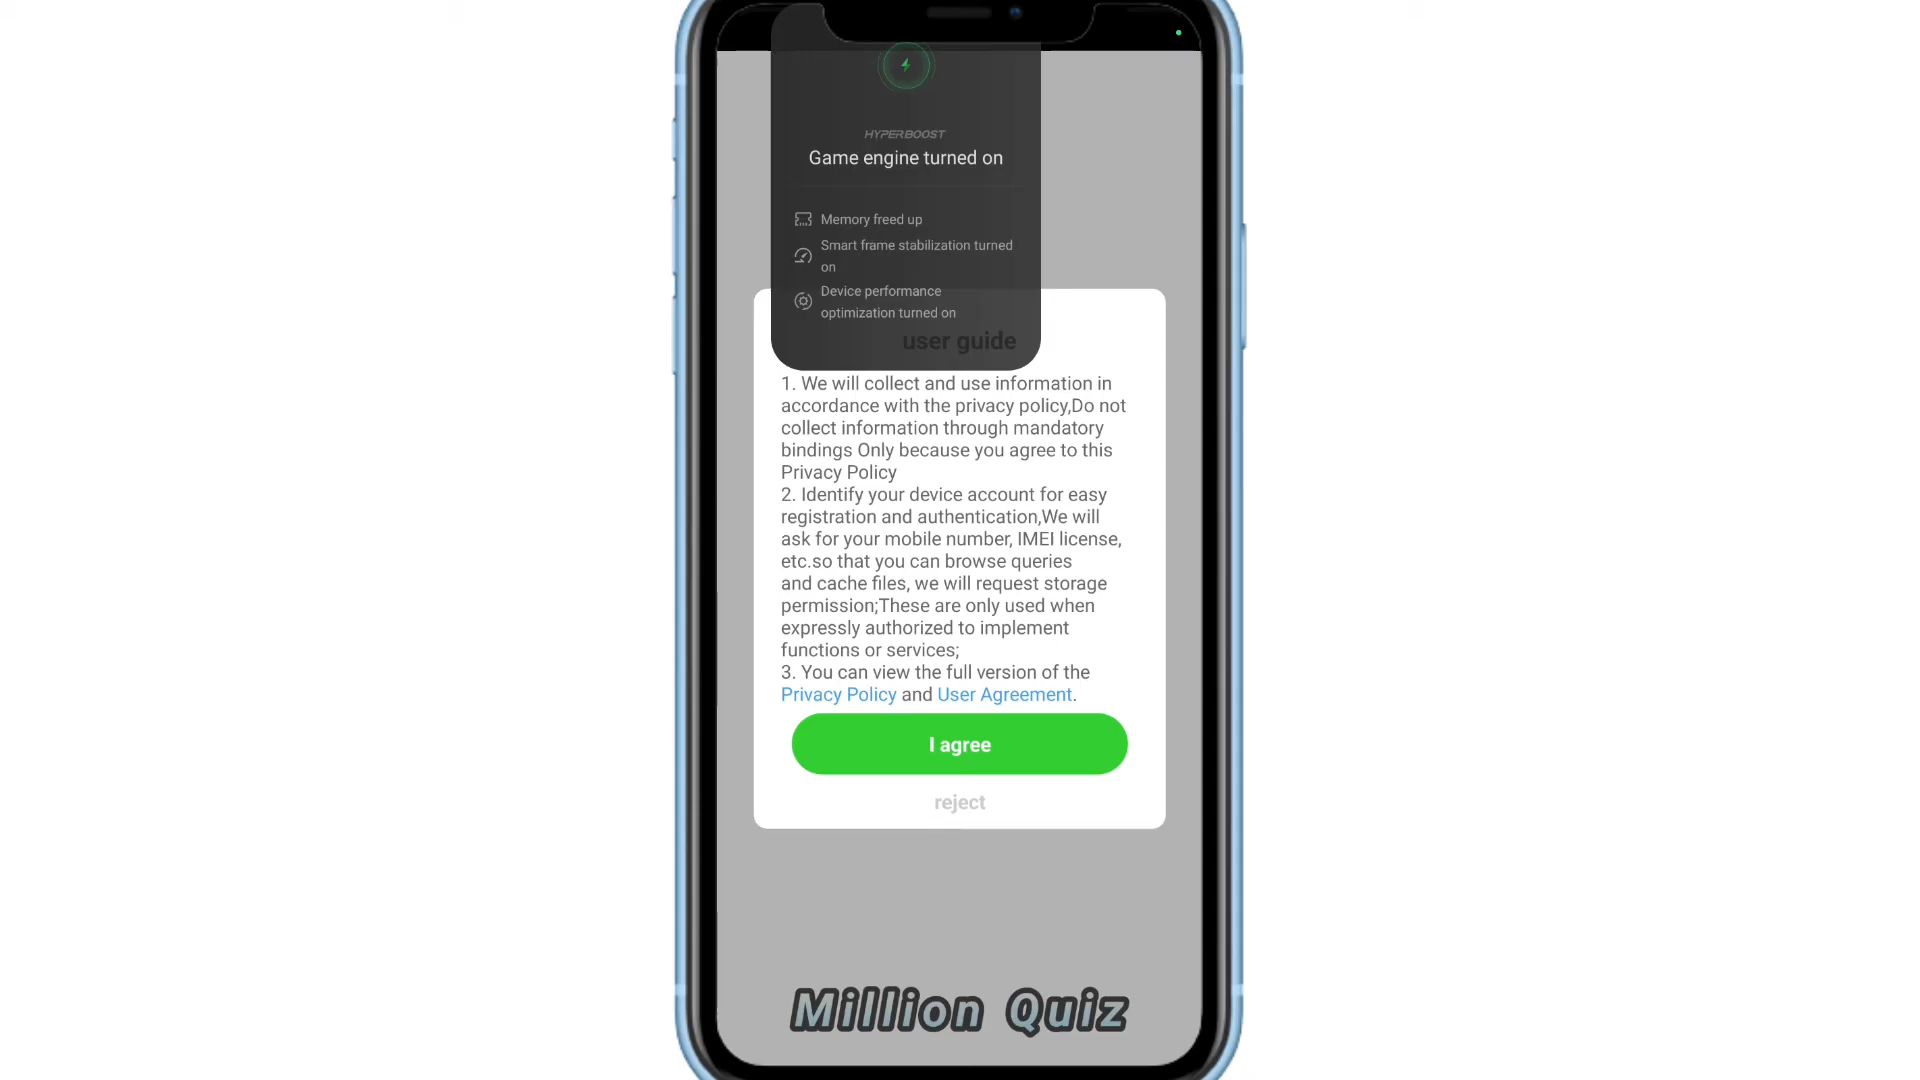 HYPERBOOST
Game engine turned on
Memory freed up
Smart frame stabilization turned
on
Device performance
optimization turned on
user guide
1. We will collect and use information in
accordance with the privacy policy,Do not
collect information through mandatory
bindings Only because you agree to this
Privacy Policy
2. Identify your device account for easy
registration and authentication,We will
ask for your mobile number, IMEI license,
etc.so that you can browse queries
and cache files, we will request storage
permission;These are only used when
expressly authorized to implement
functions or services;
3. You can view the full version of the
Privacy Policy and User Agreement.
I agree
reject
Million Quiz